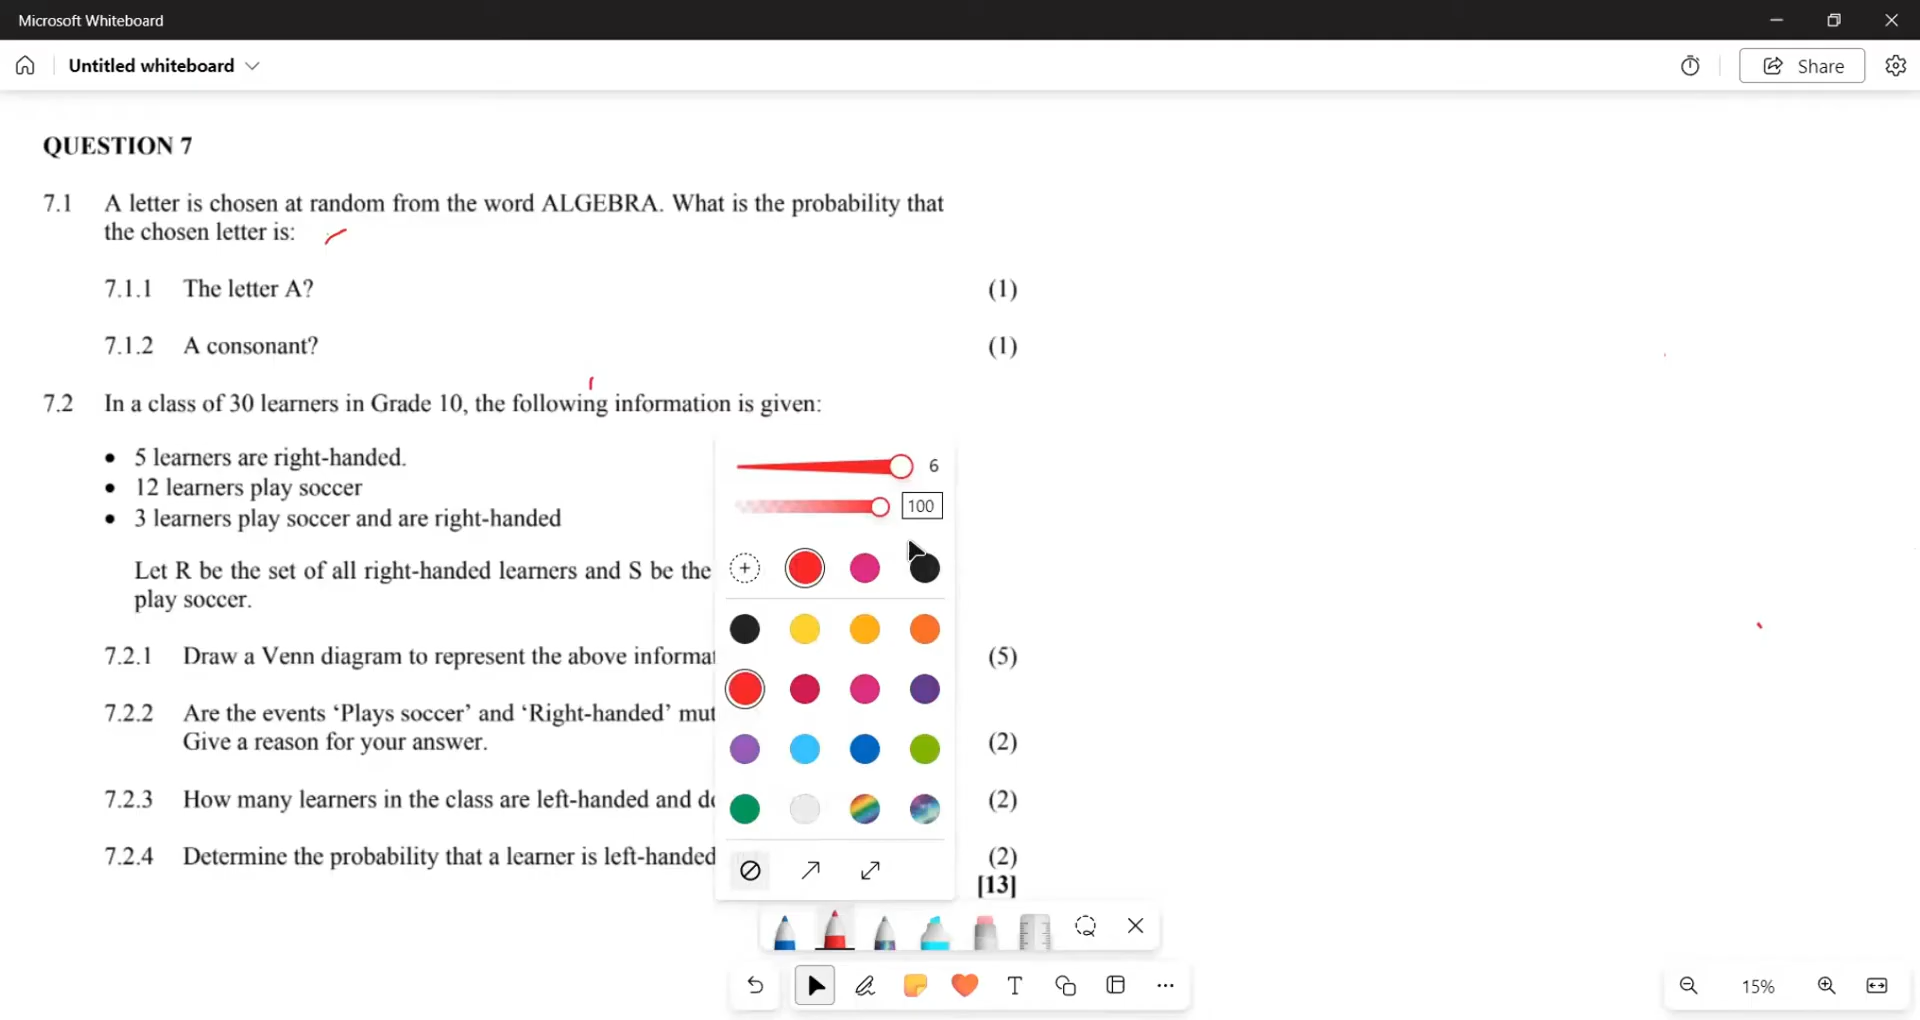 Microsoft Whiteboard
Untitled whiteboard
Share
QUESTION 7
7.1 A letter is chosen at random from the word ALGEBRA. What is the probability that
the chosen letter is:
7.1.1 The letter A? (1)
7.1.2 A consonant? (1)
7.2 In a class of 30 learners in Grade 10, the following information is given:
• 5 learners are right-handed.
• 12 learners play soccer
• 3 learners play soccer and are right-handed
Let R be the set of all right-handed learners and S be the
play soccer.
7.2.1 Draw a Venn diagram to represent the above informat (5)
7.2.2 Are the events ‘Plays soccer’ and ‘Right-handed’ mut
Give a reason for your answer. (2)
7.2.3 How many learners in the class are left-handed and do (2)
7.2.4 Determine the probability that a learner is left-handed (2)
[13]
6
100
15%